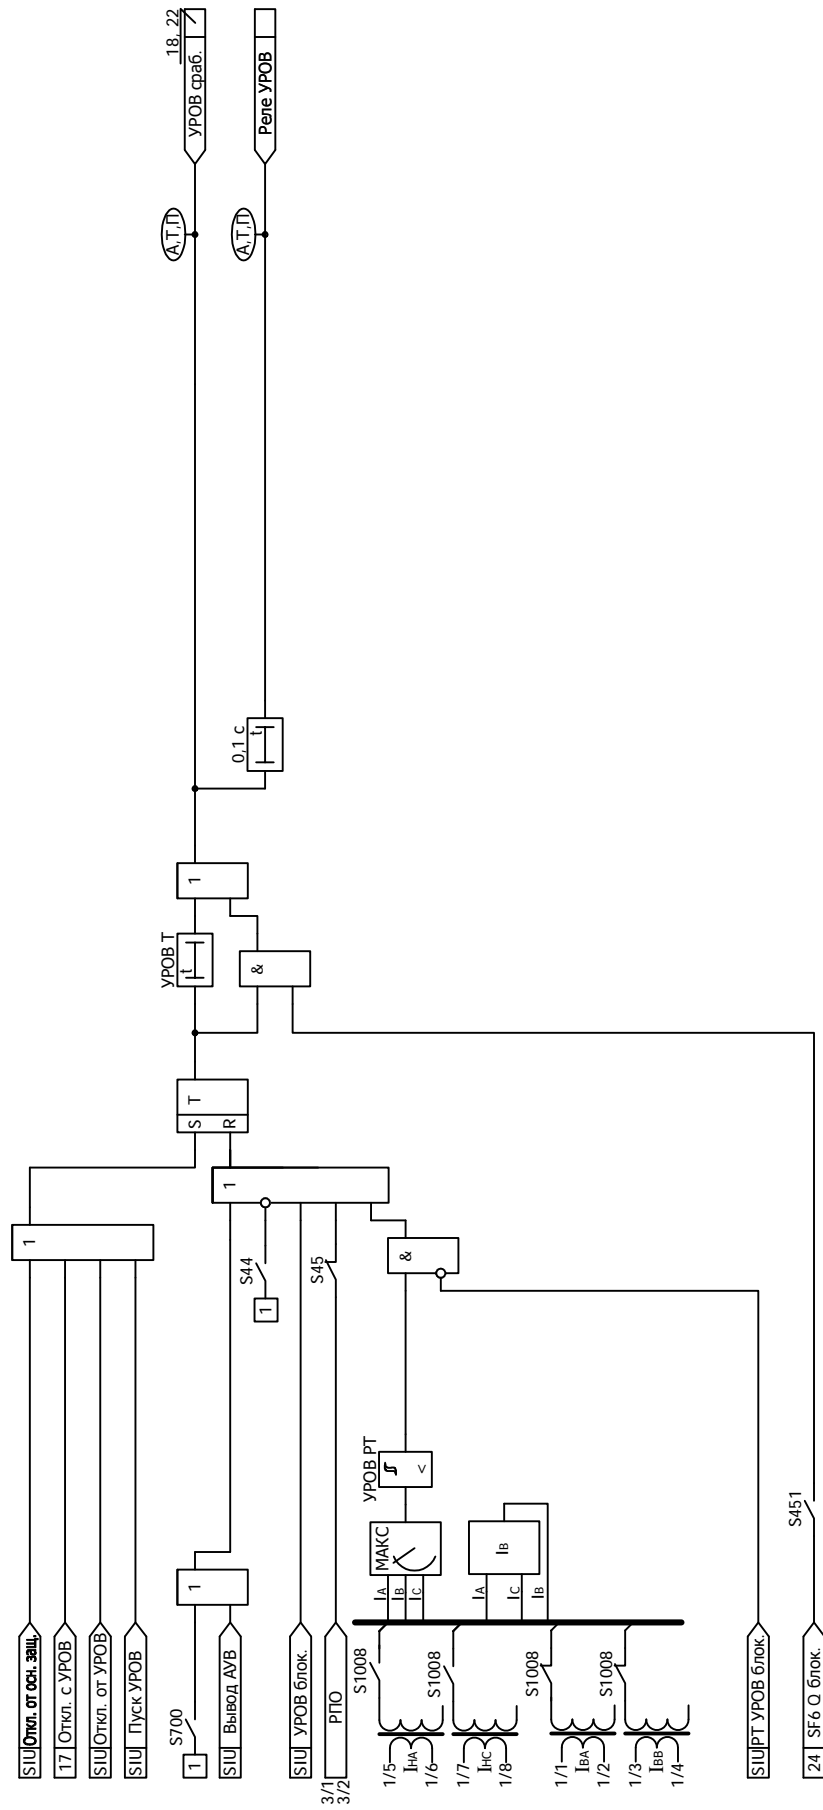 18, 22
УРОВ сраб.
Реле УРОВ
А,Т,П
А,Т,П
0,1 с
t
1
УРОВ Т
t
&
T
S
R
1
1
S44
1
S45
&
УРОВ РТ
<
S451
МАКС
IA
IB
IC
IB
IA
IC
IB
1
S700
1
S1008
S1008
S1008
S1008
SIU Откл. от осн. защ.
17 Откл. с УРОВ
SIU Откл. от УРОВ
SIU Пуск УРОВ
SIU Вывод АУВ
SIU УРОВ блок.
РПО
3/1
3/2
1/5
IНА
1/6
1/7
IНС
1/8
1/1
IВА
1/2
1/3
IВВ
1/4
SIU РТ УРОВ блок.
24 SF6 Q блок.